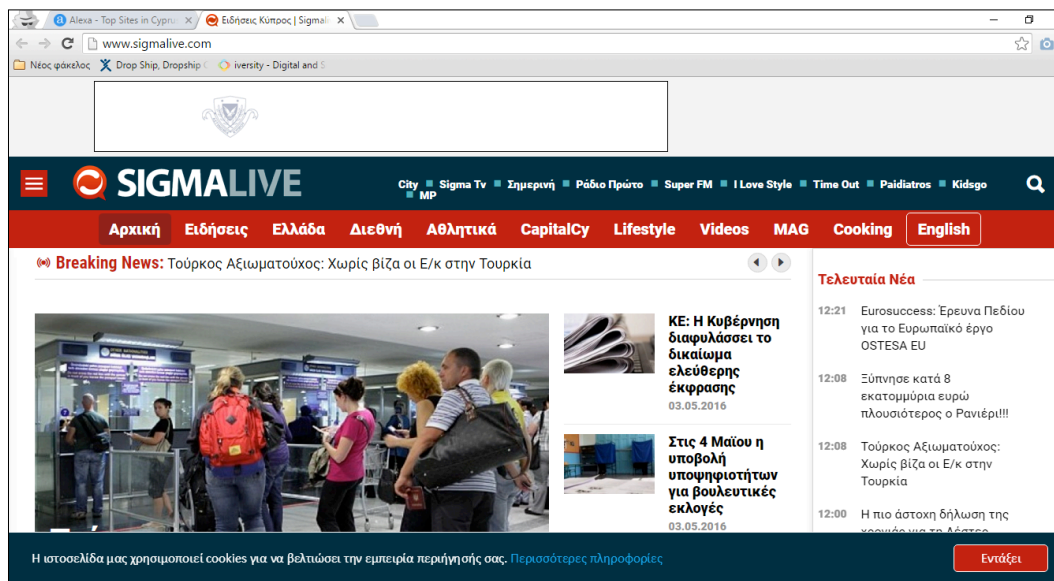 Alexa - Top Sites in Cypru
Ειδήσεις Κύπρος | Sigmali
www.sigmalive.com
Νέος φάκελος
Drop Ship, Dropship C
iversity - Digital and S
SIGMALIVE
City Sigma Tv Σημερινή Ράδιο Πρώτο Super FM I Love Style Time Out Paidiatros Kidsgo
MP
Αρχική Ειδήσεις Ελλάδα Διεθνή Αθλητικά CapitalCy Lifestyle Videos MAG Cooking English
Breaking News: Τούρκος Αξιωματούχος: Χωρίς βίζα οι Ε/κ στην Τουρκία
ΚΕ: Η Κυβέρνηση
διαφυλάσσει το
δικαίωμα
ελεύθερης
έκφρασης
03.05.2016
Στις 4 Μαΐου η
υποβολή
υποψηφιοτήτων
για βουλευτικές
εκλογές
03.05.2016
Τελευταία Νέα
12:21 Eurosuccess: Έρευνα Πεδίου
για το Ευρωπαϊκό έργο
OSTESA EU
12:08 Ξύπνησε κατά 8
εκατομμύρια ευρώ
πλουσιότερος ο Ρανιέρι!!!
12:08 Τούρκος Αξιωματούχος:
Χωρίς βίζα οι Ε/κ στην
Τουρκία
12:00 Η πιο άστοχη δήλωση της
χρονιάς για τη Λέστερ
Η ιστοσελίδα μας χρησιμοποιεί cookies για να βελτιώσει την εμπειρία περιήγησής σας. Περισσότερες πληροφορίες
Εντάξει